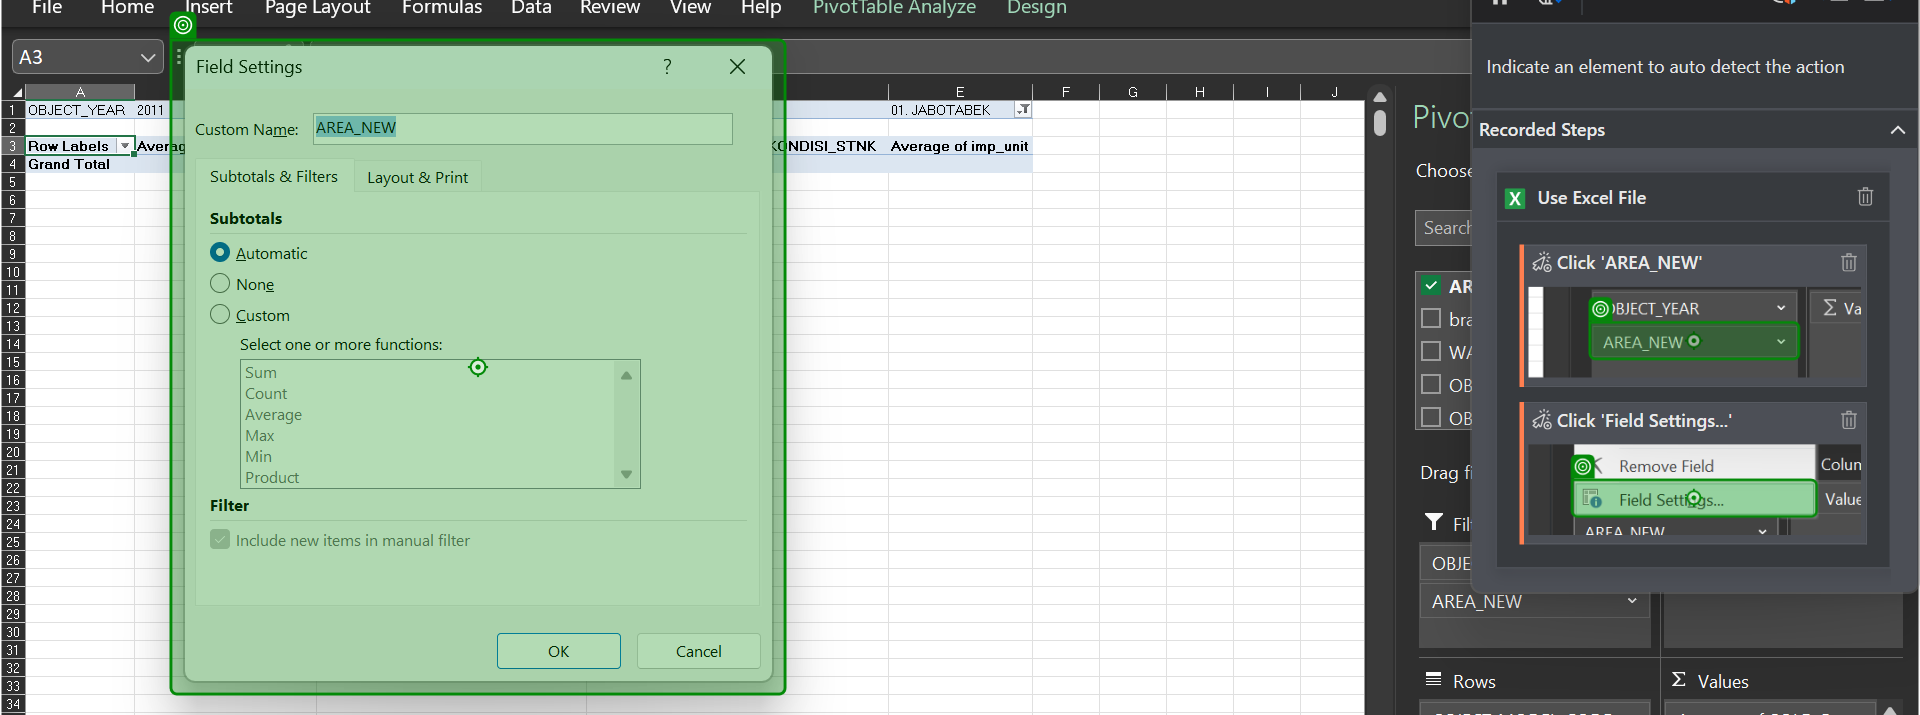 File Home Insert Page Layout Formulas Data Review View Help PivotTable Analyze Design
A3
A E F G H I J
1 OBJECT_YEAR 2011 01. JABOTABEK
2
3 Row Labels Averag KONDISI_STNK Average of imp_unit
4 Grand Total
5
6
7
8
9
10
11
12
13
14
15
16
17
18
19
20
21
22
23
24
25
26
27
28
29
30
31
32
33
34
Field Settings ?
Custom Name: AREA_NEW
Subtotals & Filters Layout & Print
Subtotals
Automatic
None
Custom
Select one or more functions:
Sum
Count
Average
Max
Min
Product
Filter
Include new items in manual filter
OK Cancel
Pivo
Choose
Search
AR
bra
WA
OB
OB
Drag fi
Fil
OBJE
AREA_NEW
Rows
Σ Values
Indicate an element to auto detect the action
Recorded Steps
Use Excel File
Click 'AREA_NEW'
OBJECT_YEAR Σ Va
AREA_NEW
Click 'Field Settings...'
Remove Field Colum
Field Settings... Value
AREA_NEW